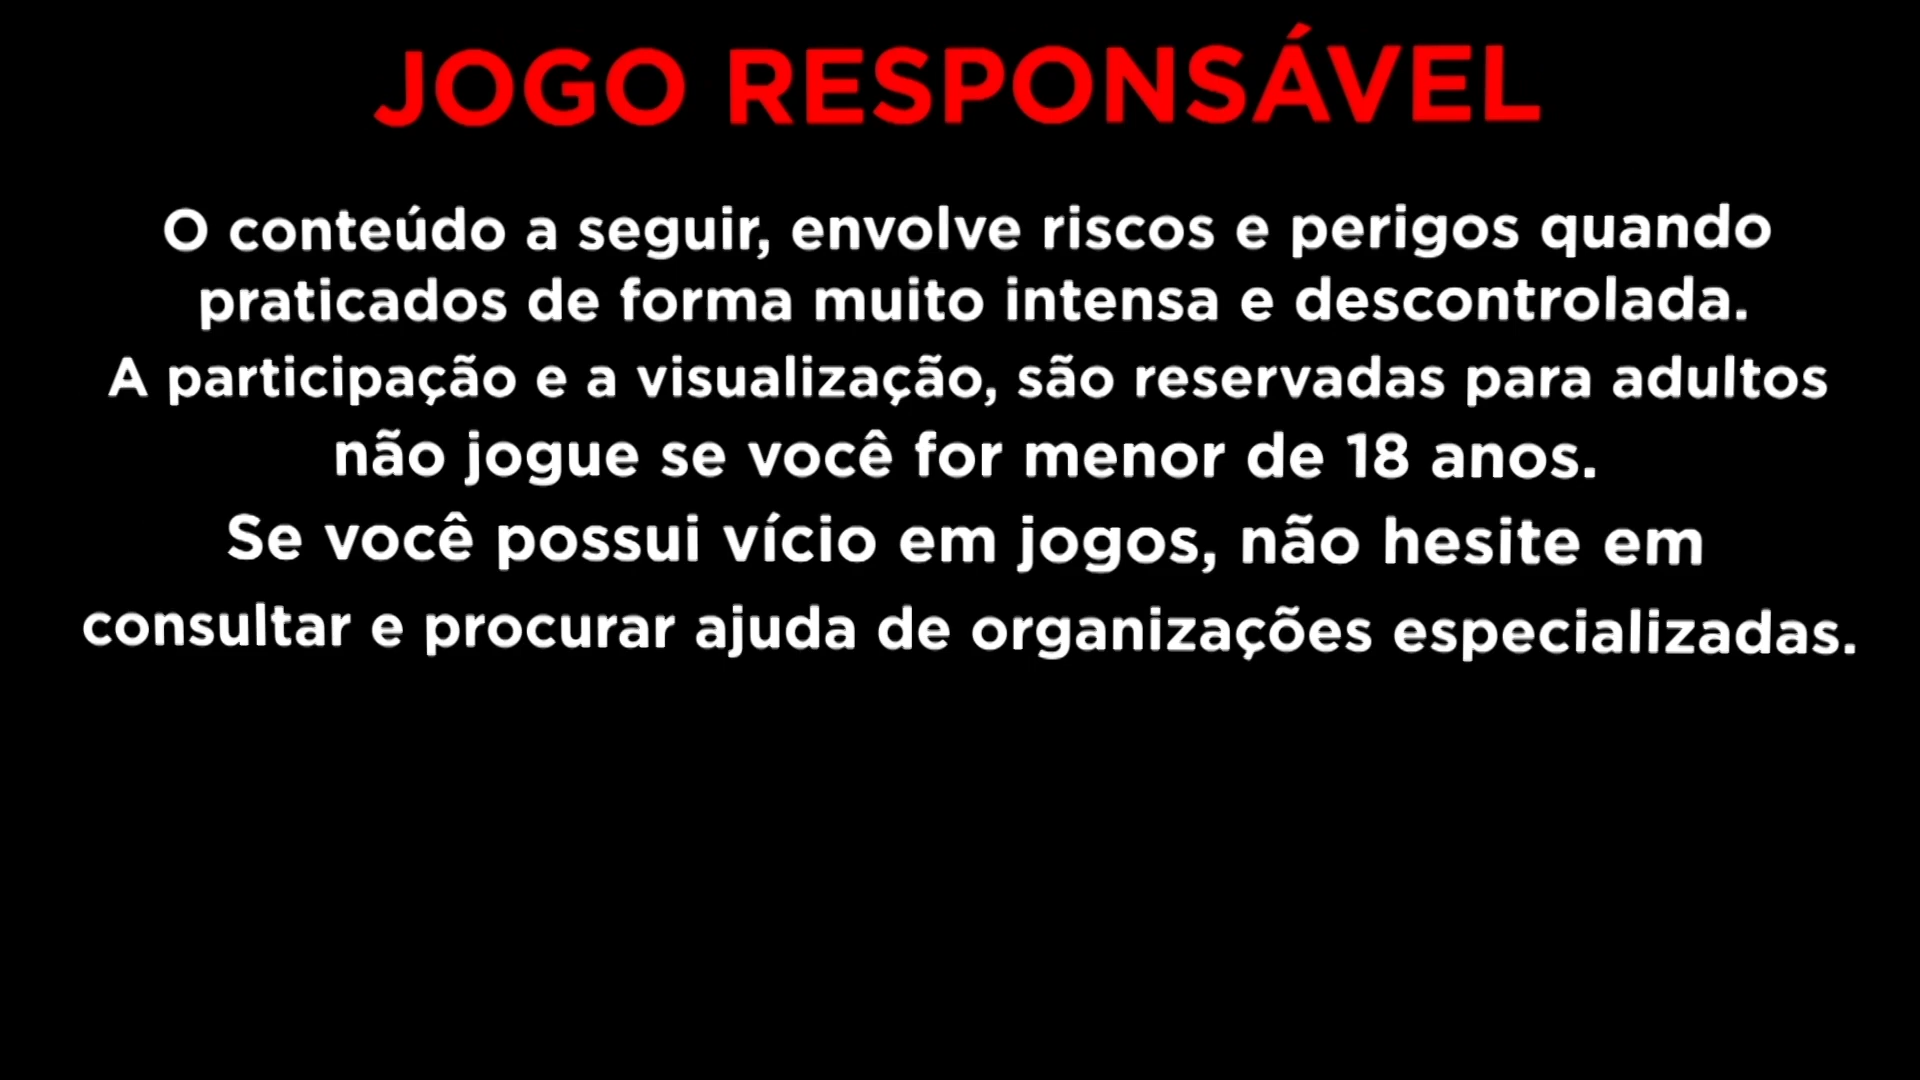 JOGO RESPONSÁVEL
O conteúdo a seguir, envolve riscos e perigos quando
praticados de forma muito intensa e descontrolada.
A participação e a visualização, são reservadas para adultos
não jogue se você for menor de 18 anos.
Se você possui vício em jogos, não hesite em
consultar e procurar ajuda de organizações especializadas.